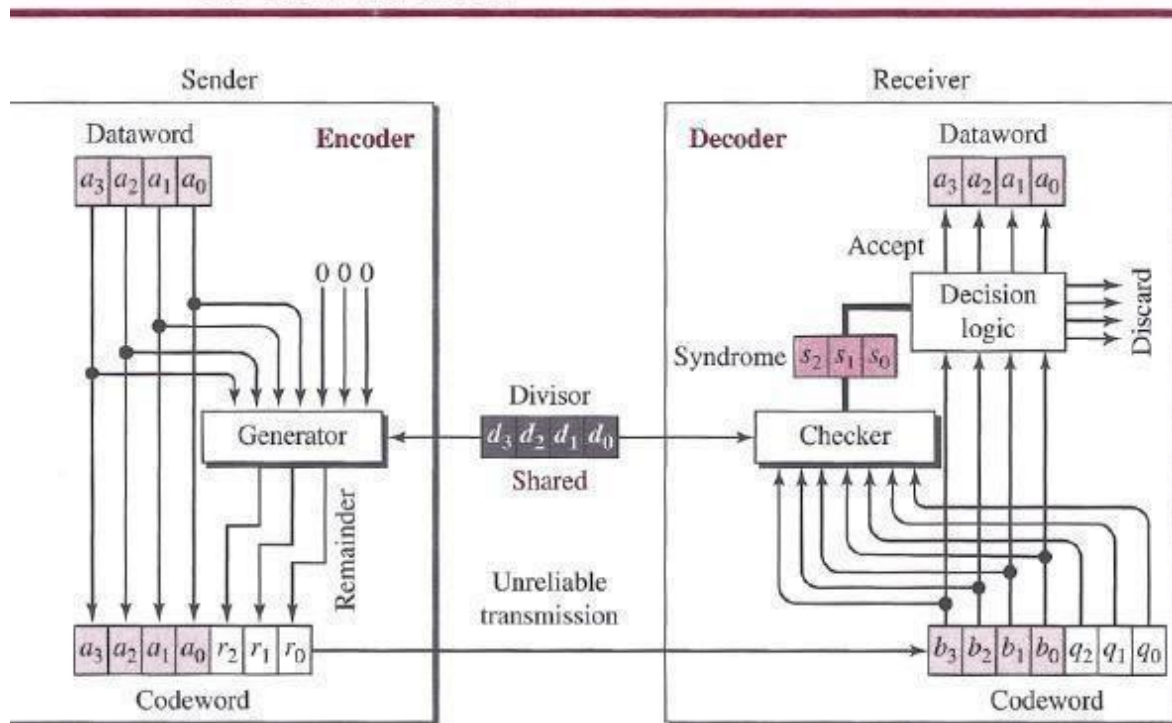 Sender
Receiver
Dataword
Encoder
Decoder
Dataword
a3 a2 a1 a0
a3 a2 a1 a0
Accept
0 0 0
Decision
logic
Discard
Syndrome
s2 s1 s0
Divisor
Generator
d3 d2 d1 d0
Checker
Shared
Remainder
Unreliable
transmission
a3 a2 a1 a0 r2 r1 r0
b3 b2 b1 b0 q2 q1 q0
Codeword
Codeword